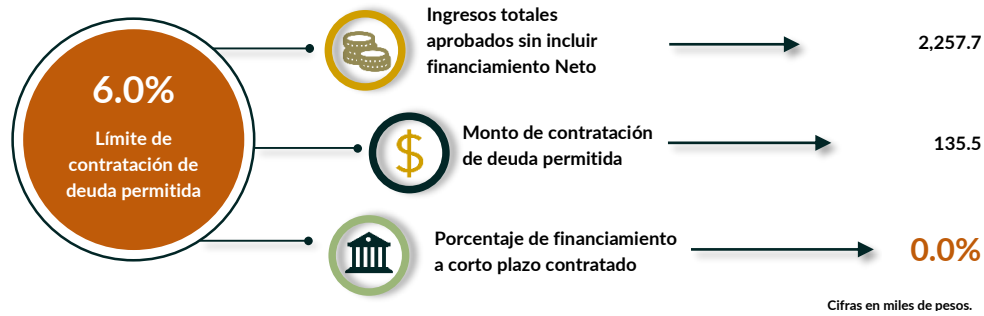 6.0%
Límite de
contratación de
deuda permitida
Ingresos totales
aprobados sin incluir
financiamiento Neto
2,257.7
$
Monto de contratación
de deuda permitida
135.5
Porcentaje de financiamiento
a corto plazo contratado
0.0%
Cifras en miles de pesos.